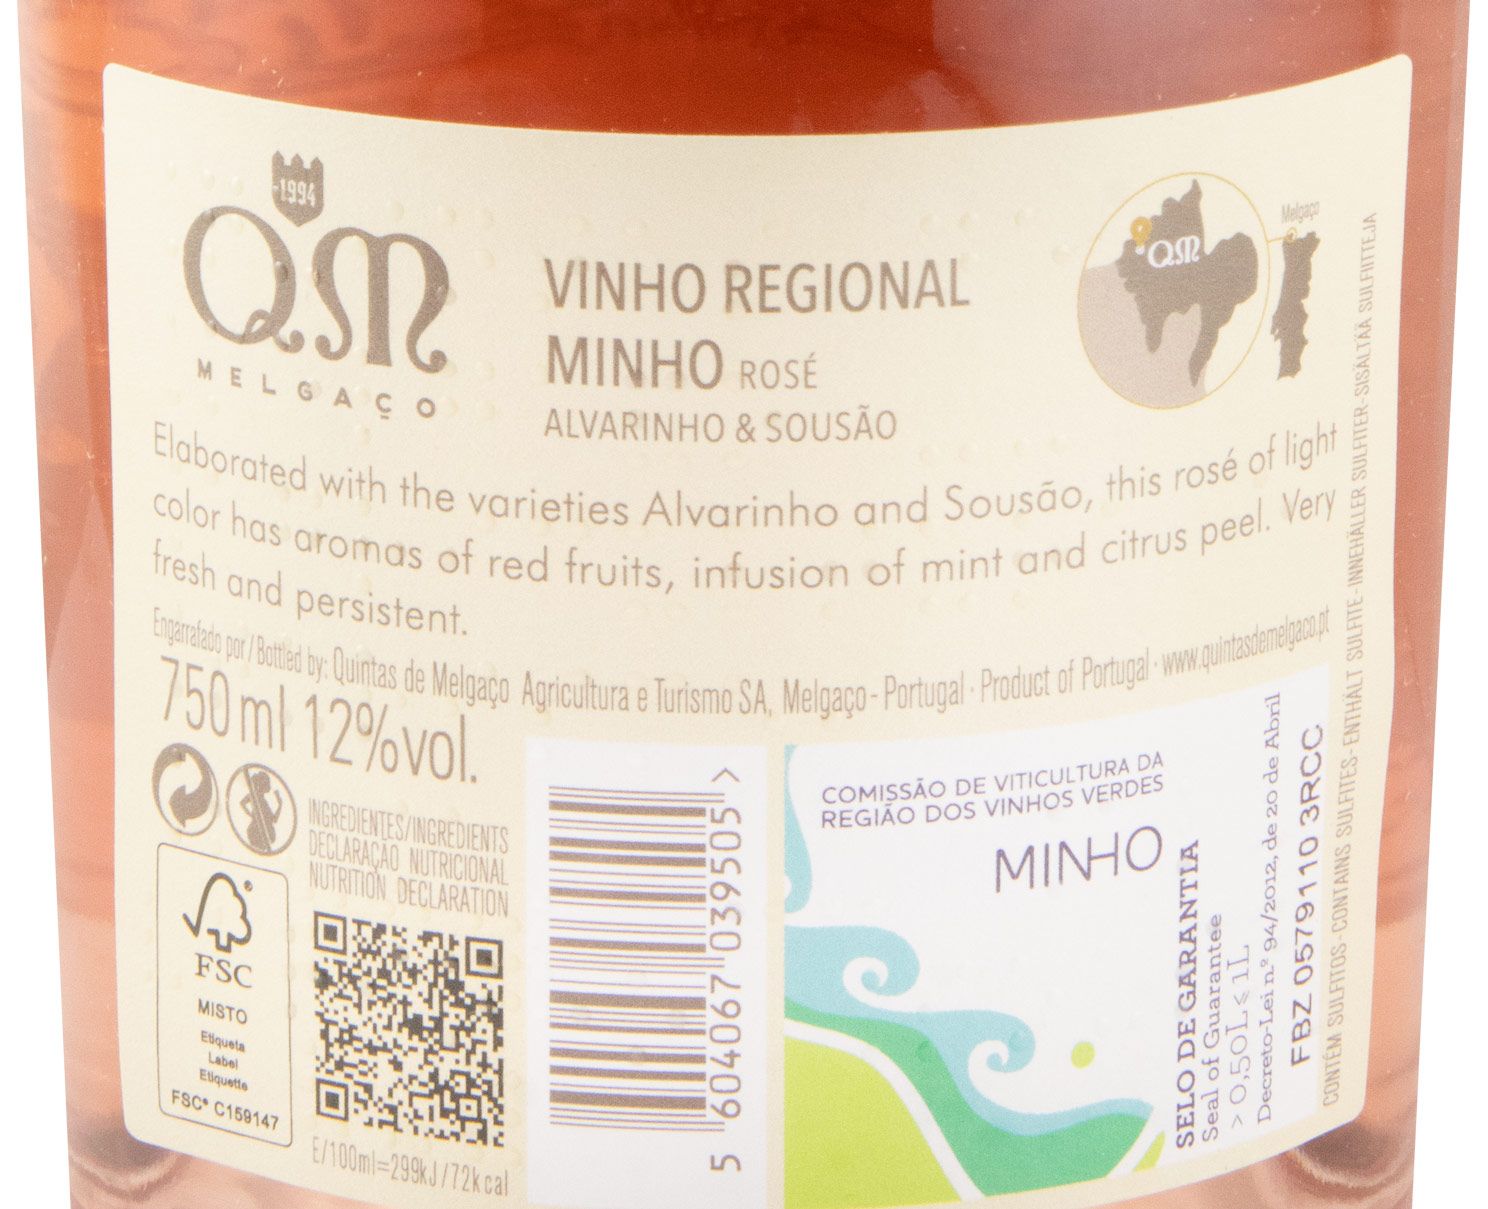 1994
QM
MELGAÇO
VINHO REGIONAL
MINHO ROSÉ
ALVARINHO & SOUSÃO
QM
Melgaço
Elaborated with the varieties Alvarinho and Sousão, this rosé of light
color has aromas of red fruits, infusion of mint and citrus peel. Very
fresh and persistent.
Engarrafado por / Bottled by: Quintas de Melgaço Agricultura e Turismo SA, Melgaço - Portugal · Product of Portugal · www.quintasdemelgaco.pt
750 ml 12%vol.
INGREDIENTES/INGREDIENTS
DECLARAÇÃO NUTRICIONAL
NUTRITION DECLARATION
FSC®
MISTO
Etiqueta
Label
Etiquette
FSC® C159147
E/100ml=299kJ/72kcal
5 604067 039505 >
COMISSÃO DE VITICULTURA DA
REGIÃO DOS VINHOS VERDES
MINHO
SELO DE GARANTIA
Seal of Guarantee
> 0,50L ≤ 1L
Decreto-Lei n.º 94/2012, de 20 de Abril
FBZ 0579110 3RCC
CONTÉM SULFITOS - CONTAINS SULFITES - ENTHÄLT SULFITE - INNEHÅLLER SULFITER - SISÄLTÄÄ SULFIITTEJA